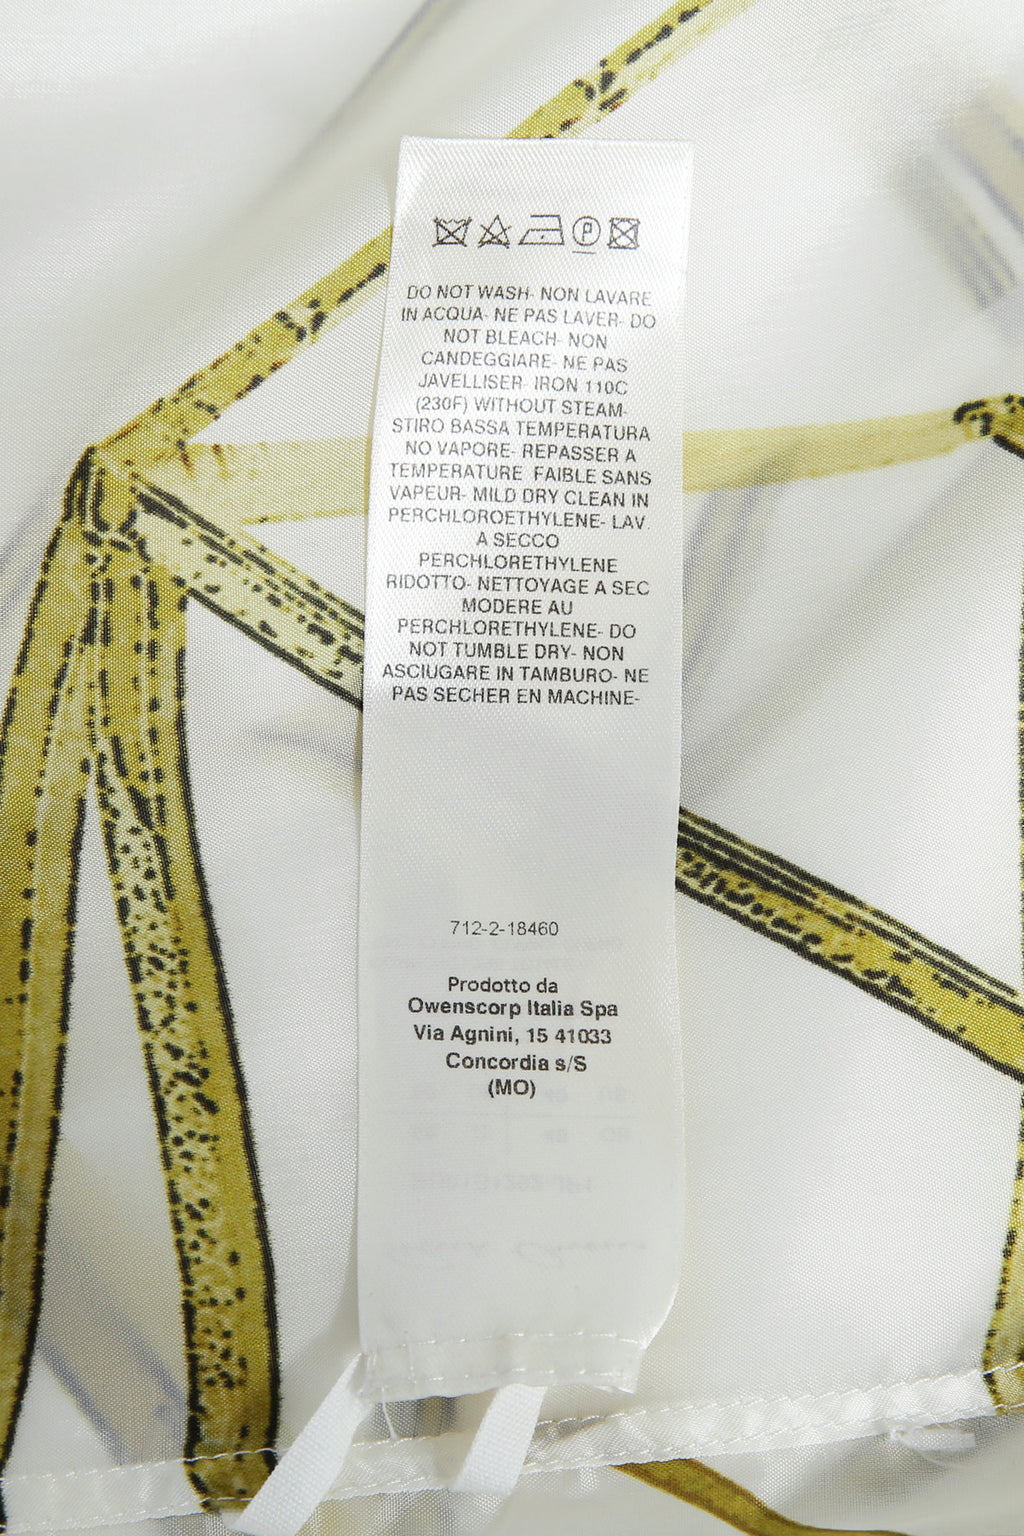 DO NOT WASH- NON LAVARE
IN ACQUA- NE PAS LAVER- DO
NOT BLEACH- NON
CANDEGGIARE- NE PAS
JAVELLISER- IRON 110C
(230F) WITHOUT STEAM-
STIRO BASSA TEMPERATURA
NO VAPORE- REPASSER A
TEMPERATURE FAIBLE SANS
VAPEUR- MILD DRY CLEAN IN
PERCHLOROETHYLENE- LAV.
A SECCO
PERCHLORETHYLENE
RIDOTTO- NETTOYAGE A SEC
MODERE AU
PERCHLORETHYLENE- DO
NOT TUMBLE DRY- NON
ASCIUGARE IN TAMBURO- NE
PAS SECHER EN MACHINE-
712-2-18460
Prodotto da
Owenscorp Italia Spa
Via Agnini, 15 41033
Concordia s/S
(MO)